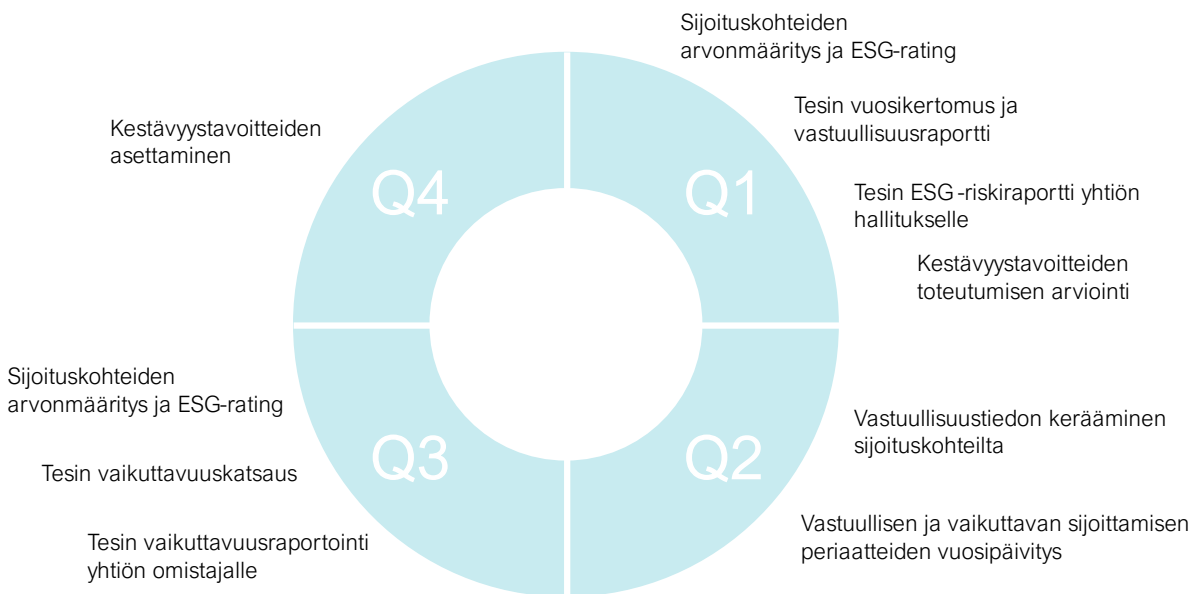 Sijoituskohteiden
arvonmääritys ja ESG-rating
Tesin vuosikertomus ja
vastuullisuusraportti
Q1
Tesin ESG-riskiraportti yhtiön
hallitukselle
Kestävyystavoitteiden
toteutumisen arviointi
Q2
Vastuullisuustiedon kerääminen
sijoituskohteilta
Vastuullisen ja vaikuttavan sijoittamisen
periaatteiden vuosipäivitys
Q3
Sijoituskohteiden
arvonmääritys ja ESG-rating
Tesin vaikuttavuuskatsaus
Tesin vaikuttavuusraportointi
yhtiön omistajalle
Q4
Kestävyystavoitteiden
asettaminen